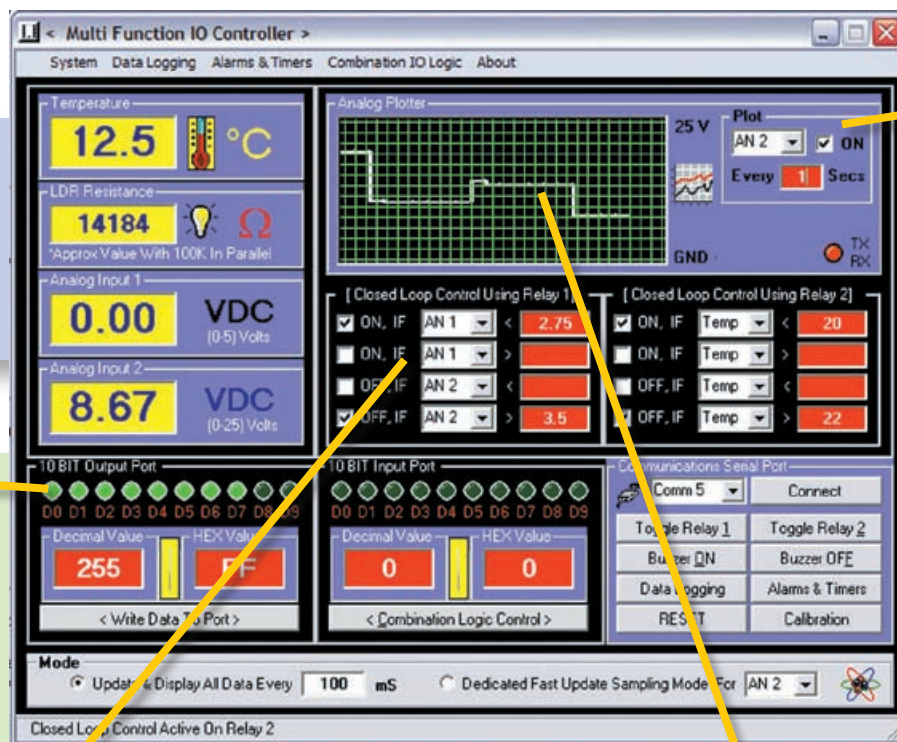 < Multi Function IO Controller >
System Data Logging Alarms & Timers Combination IO Logic About
Temperature
12.5 °C
LDR Resistance
14184 Ω
*Approx Value With 100K In Parallel
Analog Input 1
0.00 VDC
(0-5) Volts
Analog Input 2
8.67 VDC
(0-25) Volts
Analog Plotter
25 V
GND
Plot
AN 2 ON
Every 1 Secs
TX
RX
[ Closed Loop Control Using Relay 1]
ON, IF AN 1 < 2.75
ON, IF AN 1 >
OFF, IF AN 2 <
OFF, IF AN 2 > 3.5
[ Closed Loop Control Using Relay 2]
ON, IF Temp < 20
ON, IF Temp >
OFF, IF Temp <
OFF, IF Temp > 22
10 BIT Output Port
D0 D1 D2 D3 D4 D5 D6 D7 D8 D9
Decimal Value HEX Value
255 FF
< Write Data To Port >
10 BIT Input Port
D0 D1 D2 D3 D4 D5 D6 D7 D8 D9
Decimal Value HEX Value
0 0
< Combination Logic Control >
Communications Serial Port
Comm 5 Connect
Toggle Relay 1 Toggle Relay 2
Buzzer ON Buzzer OFF
Data Logging Alarms & Timers
RESET Calibration
Mode
Update & Display All Data Every 100 mS Dedicated Fast Update Sampling Mode For AN 2
Closed Loop Control Active On Relay 2